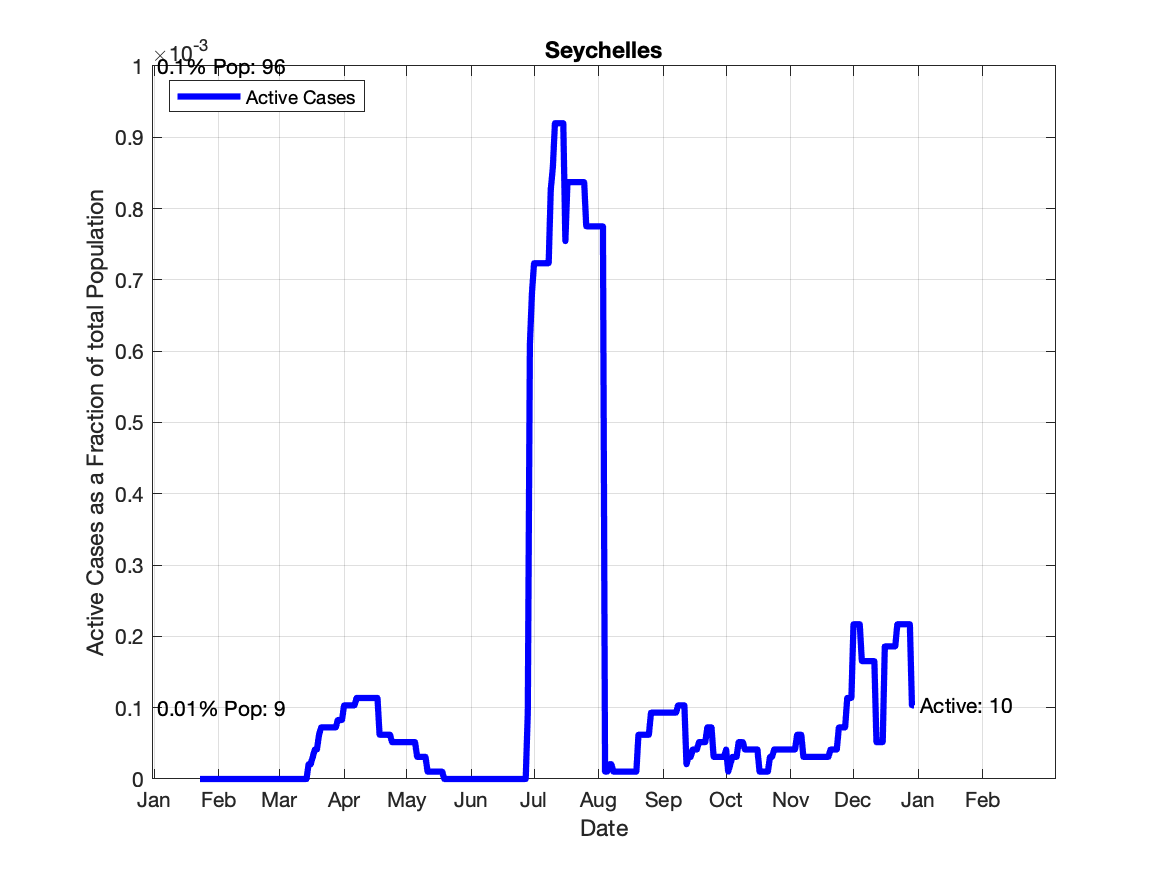 Seychelles
×10-3
0.1% Pop: 96
Active Cases
1
0.9
0.8
0.7
0.6
0.5
0.4
0.3
0.2
0.1
0
Active Cases as a Fraction of total Population
0.01% Pop: 9
Active: 10
Jan Feb Mar Apr May Jun Jul Aug Sep Oct Nov Dec Jan Feb
Date